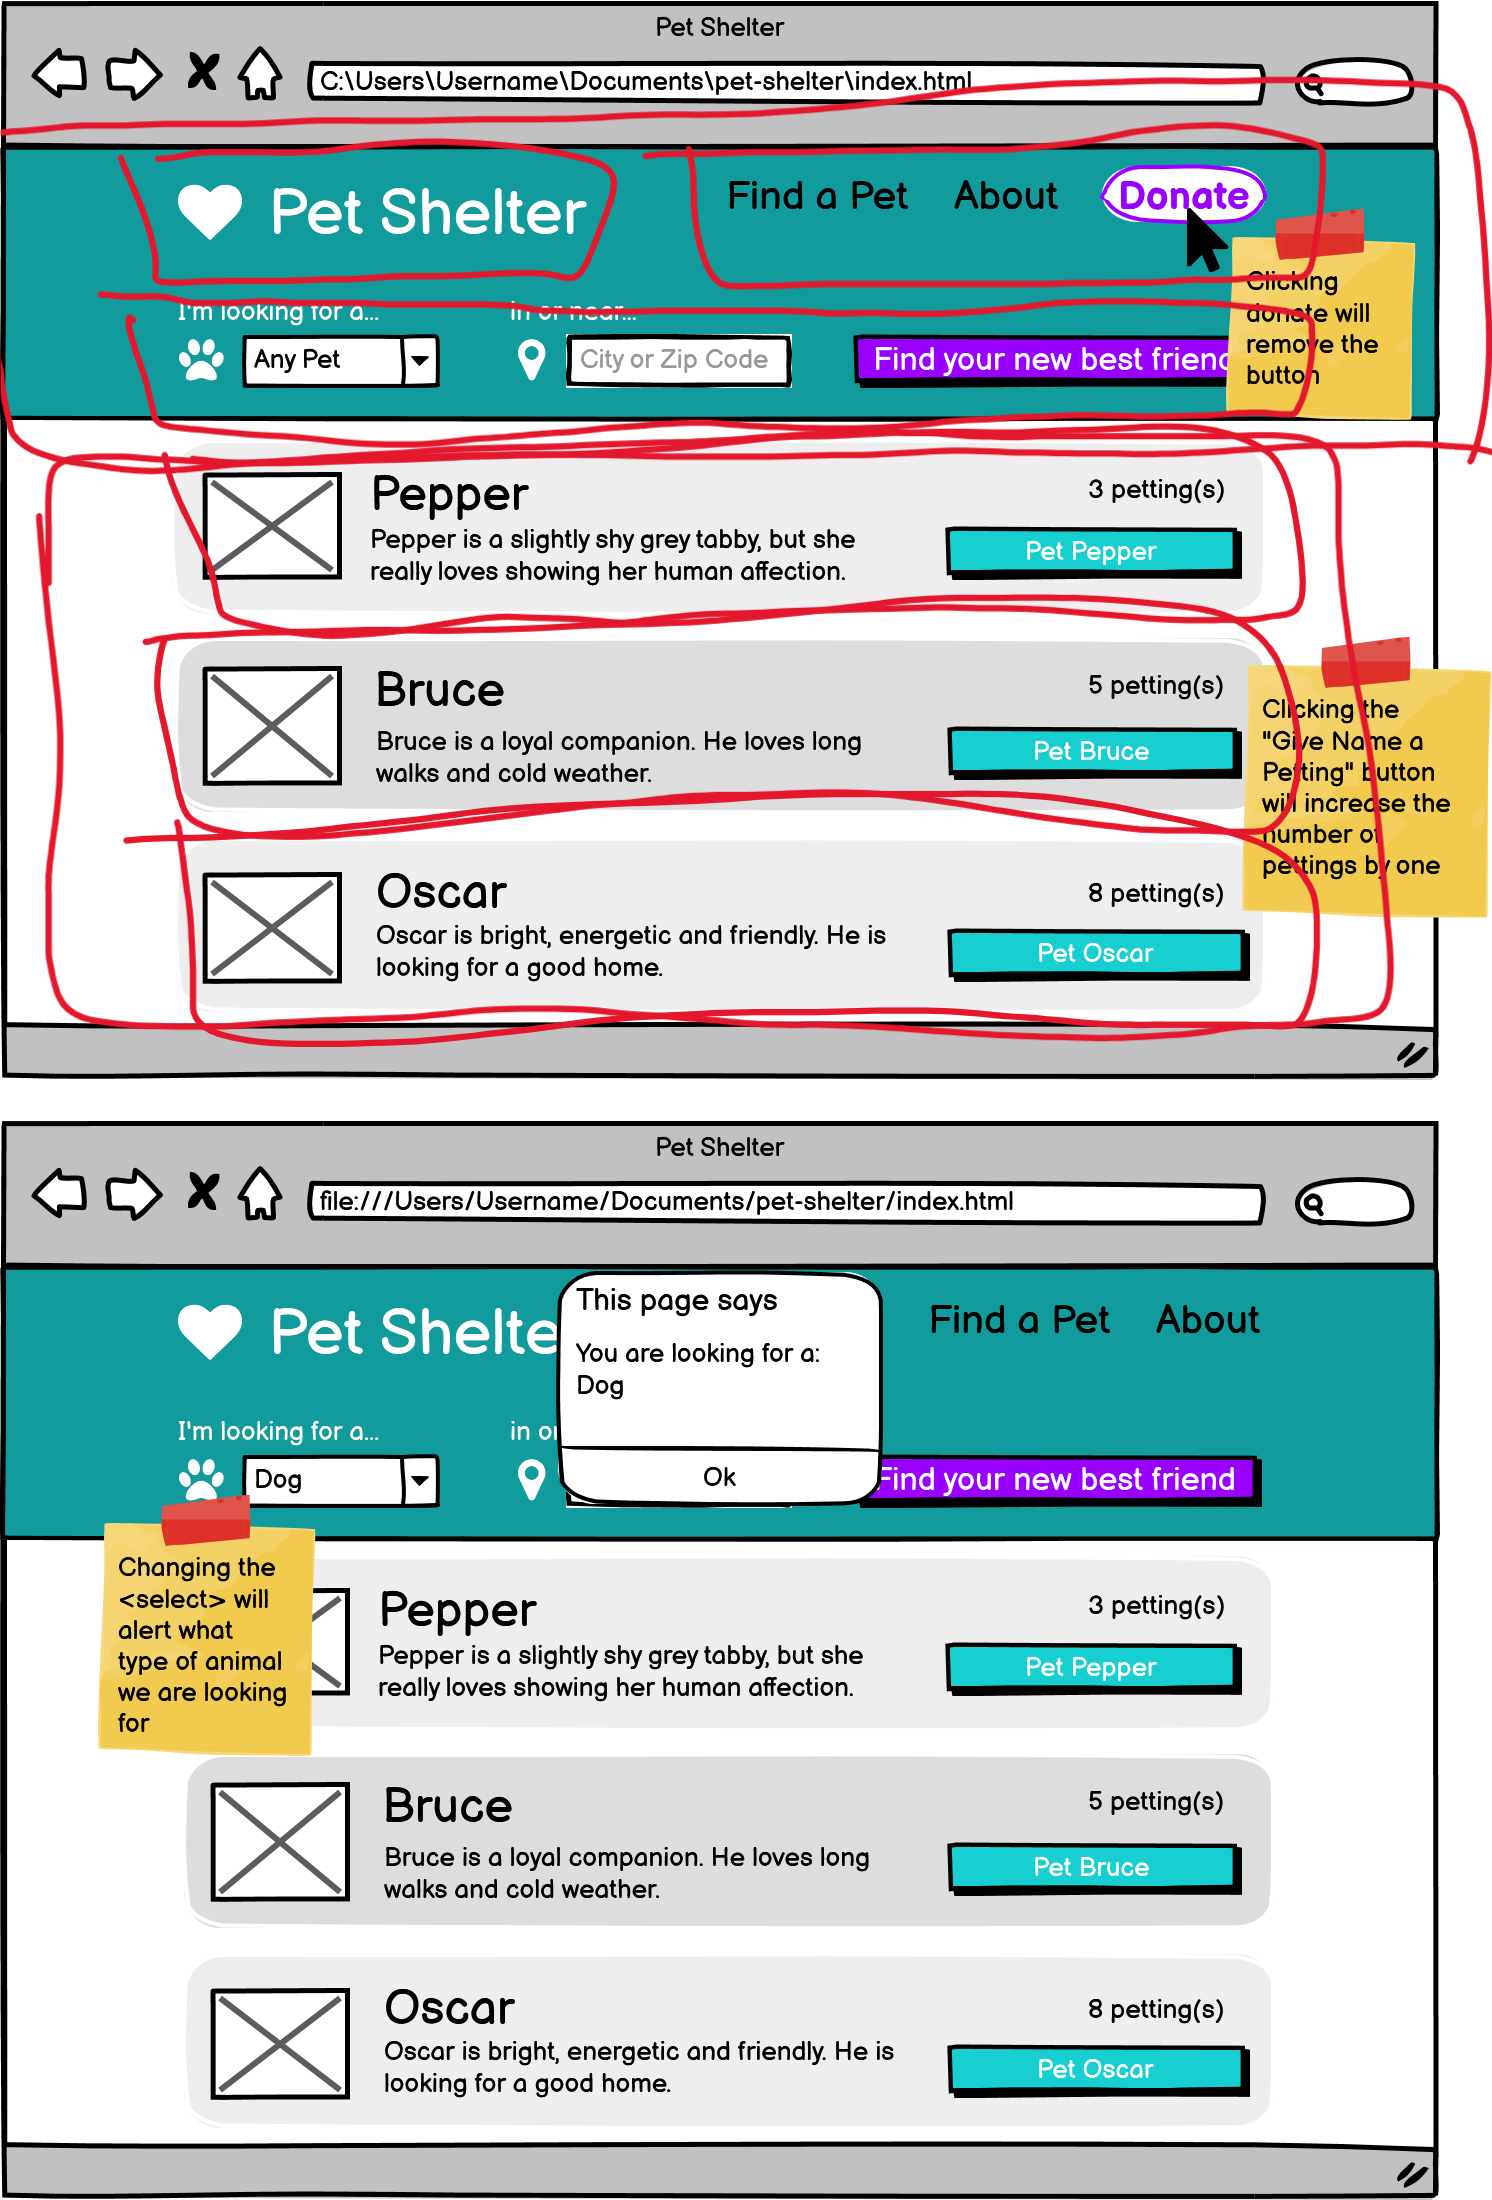 Pet Shelter
C:\Users\Username\Documents\pet-shelter\index.html
Pet Shelter
Find a Pet About Donate
Clicking
donate will
remove the
button
I'm looking for a...
in or near...
Any Pet
City or Zip Code
Find your new best friend
Pepper
Pepper is a slightly shy grey tabby, but she
really loves showing her human affection.
3 petting(s)
Pet Pepper
Bruce
Bruce is a loyal companion. He loves long
walks and cold weather.
5 petting(s)
Pet Bruce
Clicking the
"Give Name a
Petting" button
will increase the
number of
pettings by one
Oscar
Oscar is bright, energetic and friendly. He is
looking for a good home.
8 petting(s)
Pet Oscar
Pet Shelter
file:///Users/Username/Documents/pet-shelter/index.html
Pet Shelte
This page says
You are looking for a:
Dog
Ok
Find a Pet About
I'm looking for a...
in or
Dog
Find your new best friend
Changing the
<select> will
alert what
type of animal
we are looking
for
Pepper
Pepper is a slightly shy grey tabby, but she
really loves showing her human affection.
3 petting(s)
Pet Pepper
Bruce
Bruce is a loyal companion. He loves long
walks and cold weather.
5 petting(s)
Pet Bruce
Oscar
Oscar is bright, energetic and friendly. He is
looking for a good home.
8 petting(s)
Pet Oscar